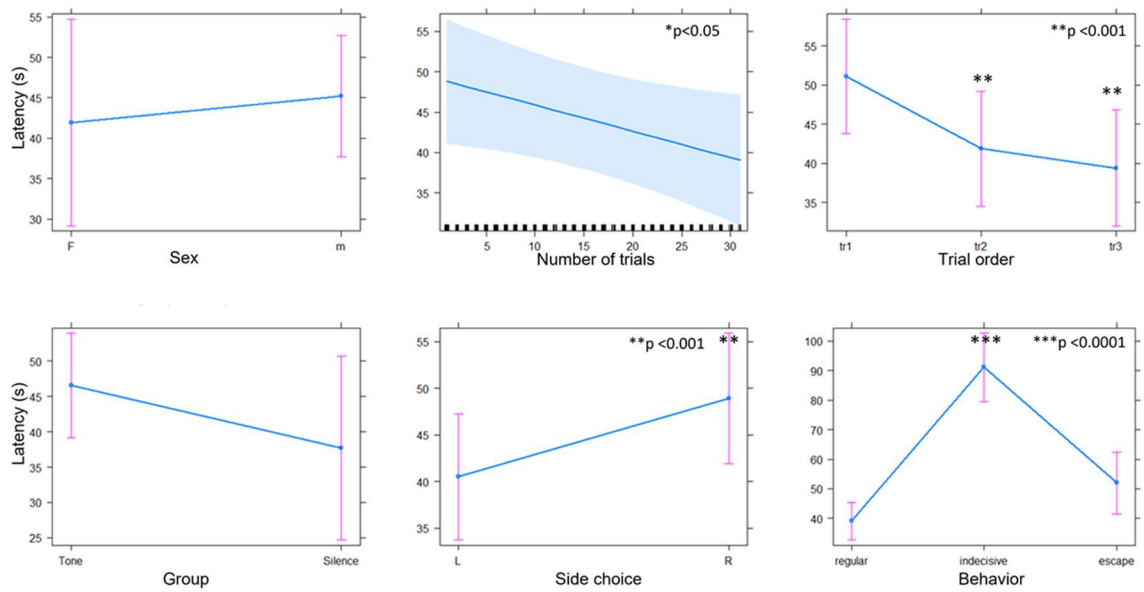 Latency (s)
55
50
45
40
35
30
F
m
Sex
*p<0.05
55
50
45
40
35
5
10
15
20
25
30
Number of trials
**p <0.001
55
50
45
40
35
**
**
tr1
tr2
tr3
Trial order
Latency (s)
50
45
40
35
30
25
Tone
Silence
Group
**p <0.001 **
55
50
45
40
35
L
R
Side choice
*** ***p <0.0001
100
90
80
70
60
50
40
regular
indecisive
escape
Behavior